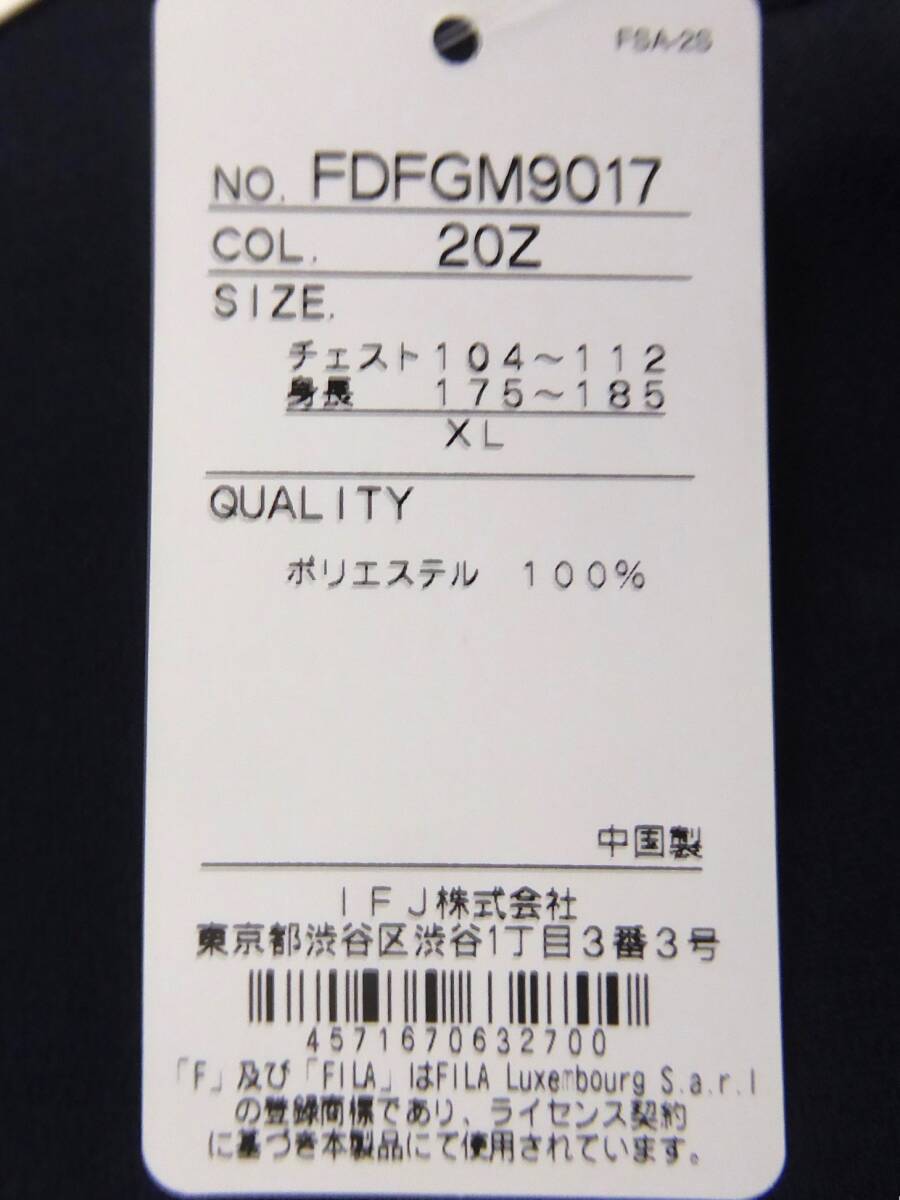 FSA-2S
NO. FDFGM9017
COL. 20Z
SIZE.
チェスト104~112
身長 175~185
XL
QUALITY
ポリエステル 100%
中国製
IFJ株式会社
東京都渋谷区渋谷1丁目3番3号
4571670632700
「F」及び「FILA」はFILA Luxembourg S.a.r.l
の登録商標であり、ライセンス契約
に基づき本製品にて使用されています。